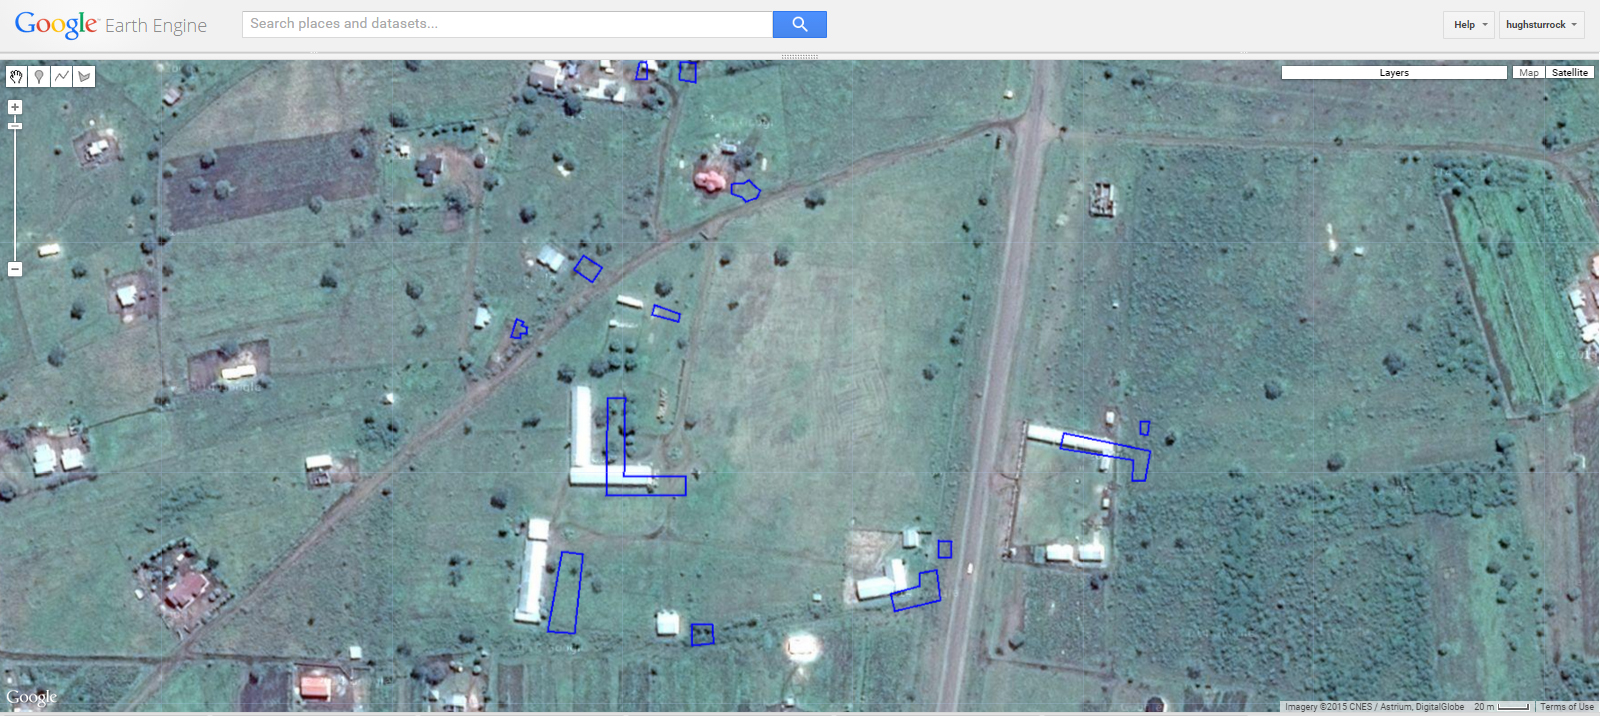 Google Earth Engine
Search places and datasets...
Help
hughsturrock
Layers
Map
Satellite
Google
Imagery ©2015 CNES / Astrium, DigitalGlobe
20 m
Terms of Use